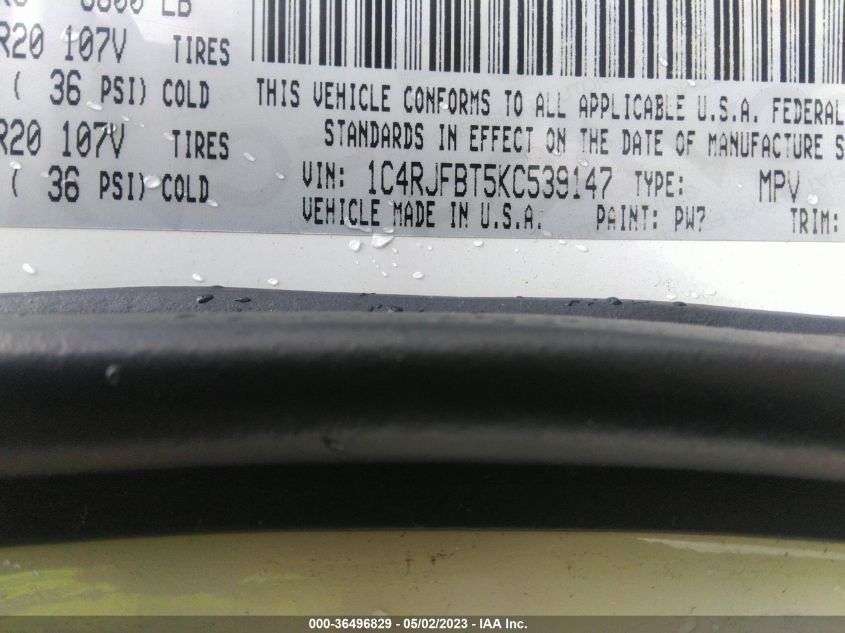 LB
R20 107V TIRES
( 36 PSI) COLD
R20 107V TIRES
( 36 PSI) COLD
THIS VEHICLE CONFORMS TO ALL APPLICABLE U.S.A. FEDERAL
STANDARDS IN EFFECT ON THE DATE OF MANUFACTURE S
VIN: 1C4RJFBT5KC539147 TYPE: MPV
VEHICLE MADE IN U.S.A. PAINT: PW7 TRIM:
000-36496829 - 05/02/2023 - IAA Inc.